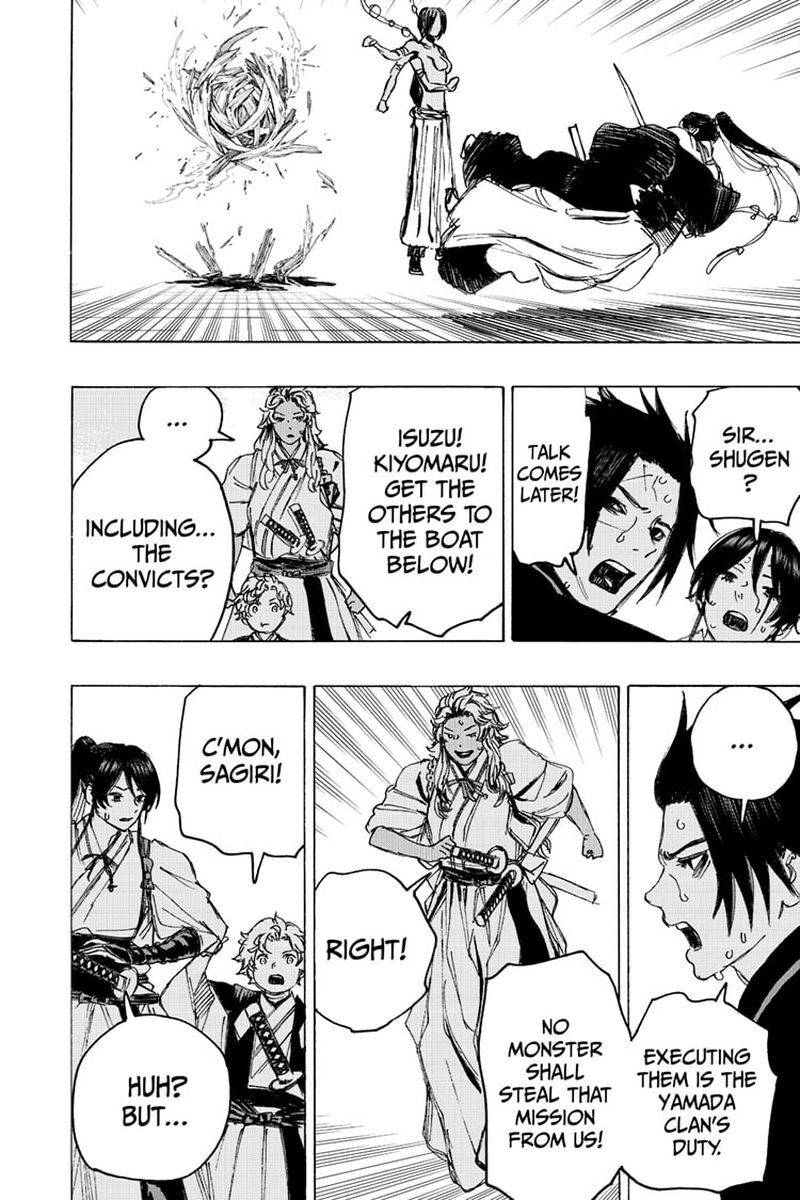 SIR...
SHUGEN
?
TALK
COMES
LATER!
ISUZU!
KIYOMARU!
GET THE
OTHERS TO
THE BOAT
BELOW!
...
INCLUDING...
THE
CONVICTS?
...
EXECUTING
THEM IS THE
YAMADA
CLAN'S
DUTY.
NO
MONSTER
SHALL
STEAL THAT
MISSION
FROM US!
RIGHT!
C'MON,
SAGIRI!
HUH?
BUT...